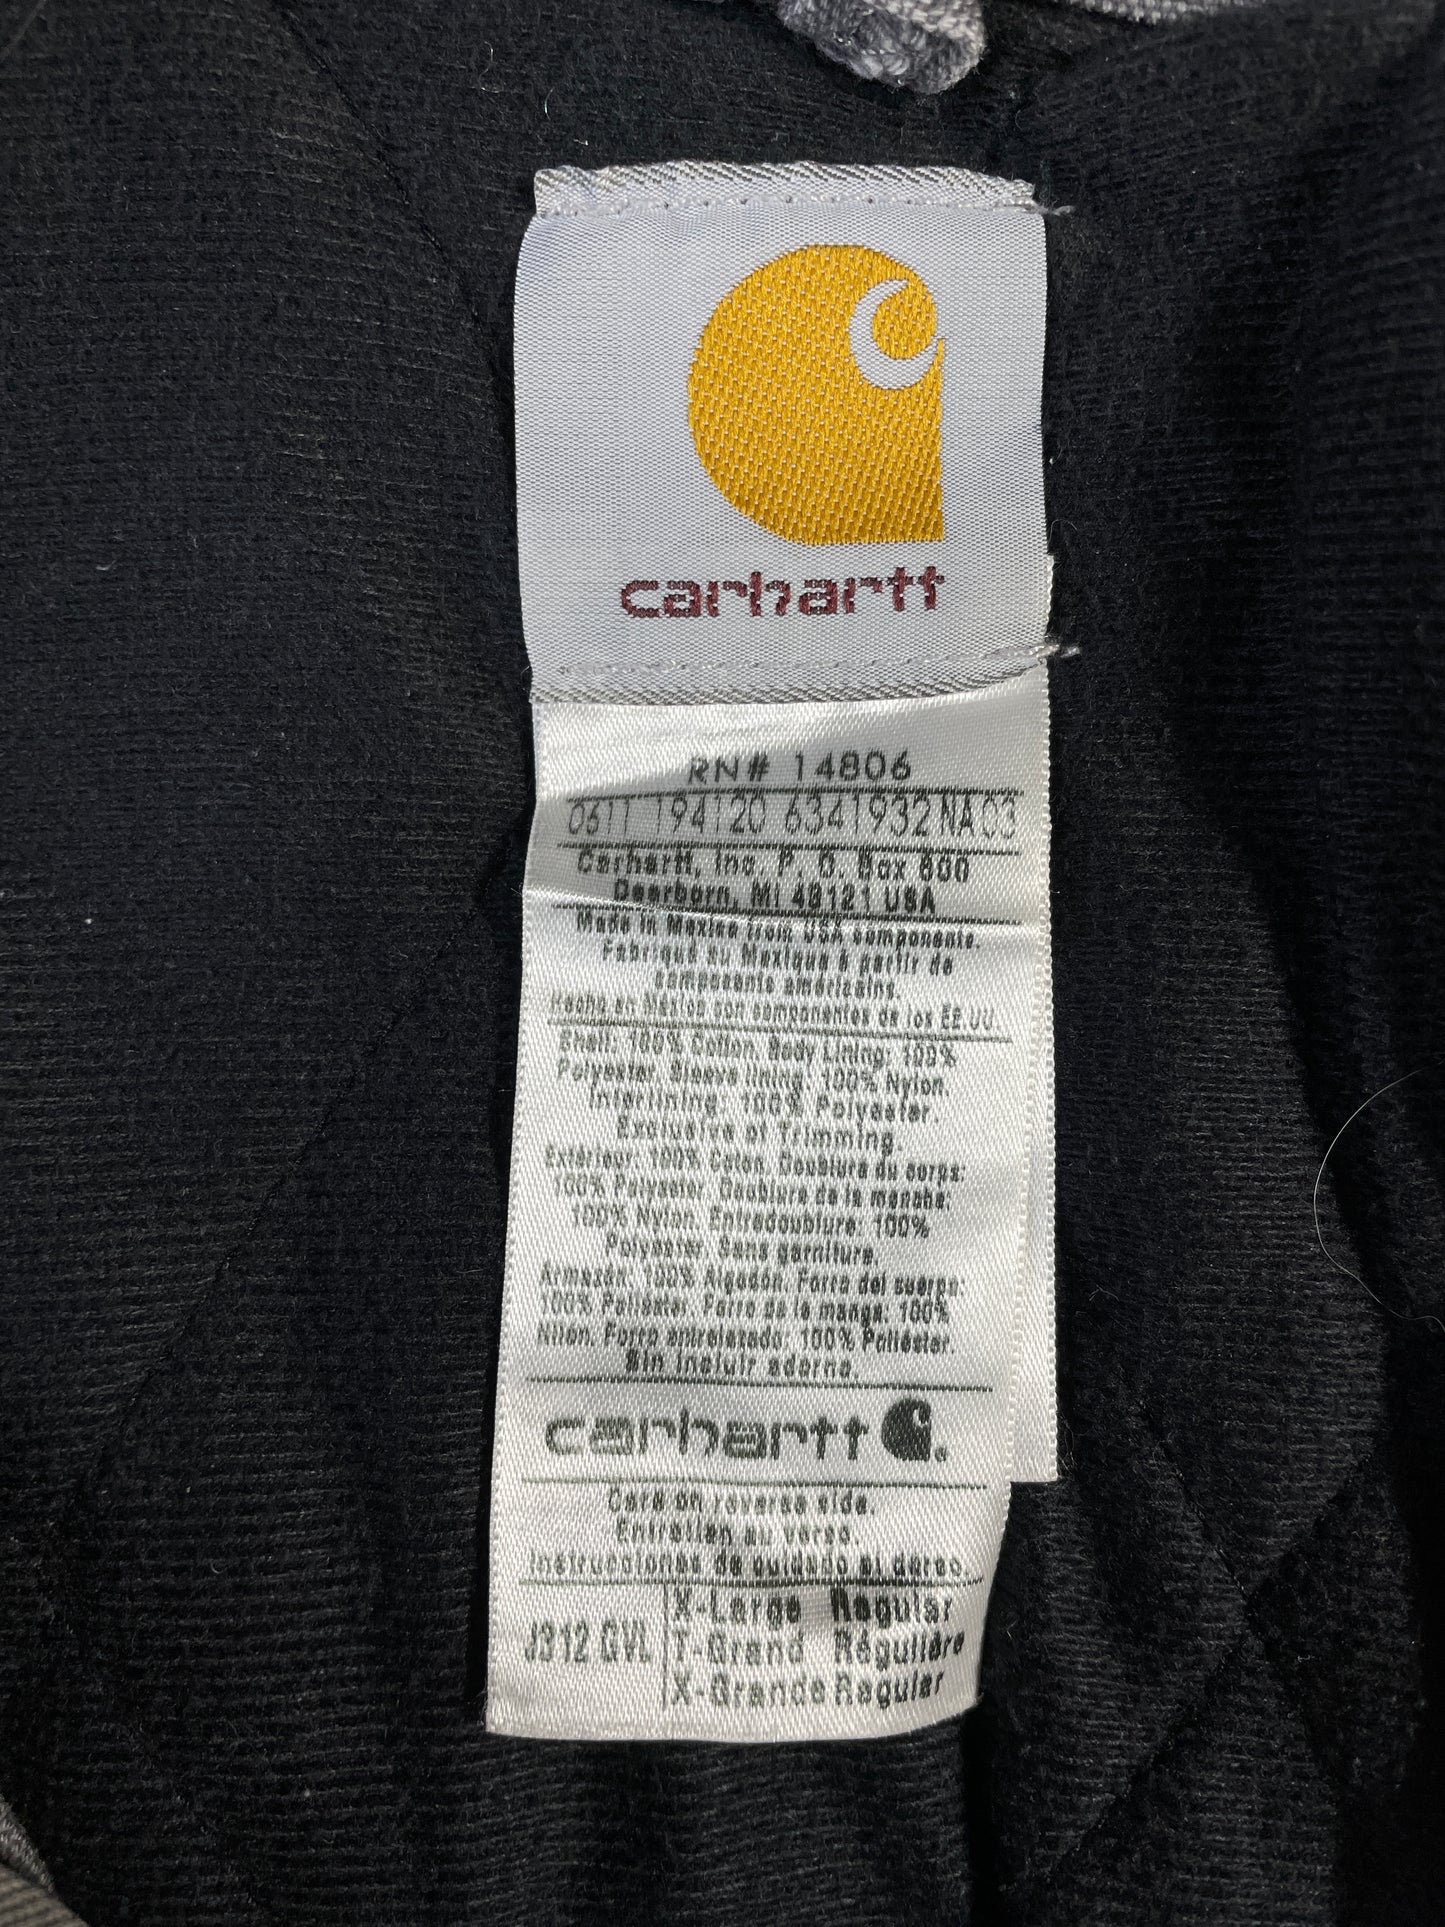 carhartt
RN# 14806
0611 194120 6341932 NA 03
Carhartt, Inc. P. O. Box 600
Dearborn, MI 48121 USA
Made in Mexico from USA components.
Fabriqué au Mexique à partir de
composants américains.
Hecho en México con componentes de los EE.UU.
Shell: 100% Cotton. Body Lining: 100%
Polyester. Sleeve lining: 100% Nylon.
Interlining: 100% Polyester.
Exclusive of Trimming.
Extérieur: 100% Coton. Doublure du corps:
100% Polyester. Doublure de la manche:
100% Nylon. Entredoublure: 100%
Polyester. Sans garniture.
Armazón: 100% Algodón. Forro del cuerpo:
100% Poliéster. Forro de la manga: 100%
Nilon. Forro entrelazado: 100% Poliéster.
Sin incluir adorno.
carhartt
Care on reverse side.
Entretien au verso.
Instrucciones de cuidado al dorso.
J312 GVL
X-Large Regular
T-Grand Régulière
X-Grande Regular